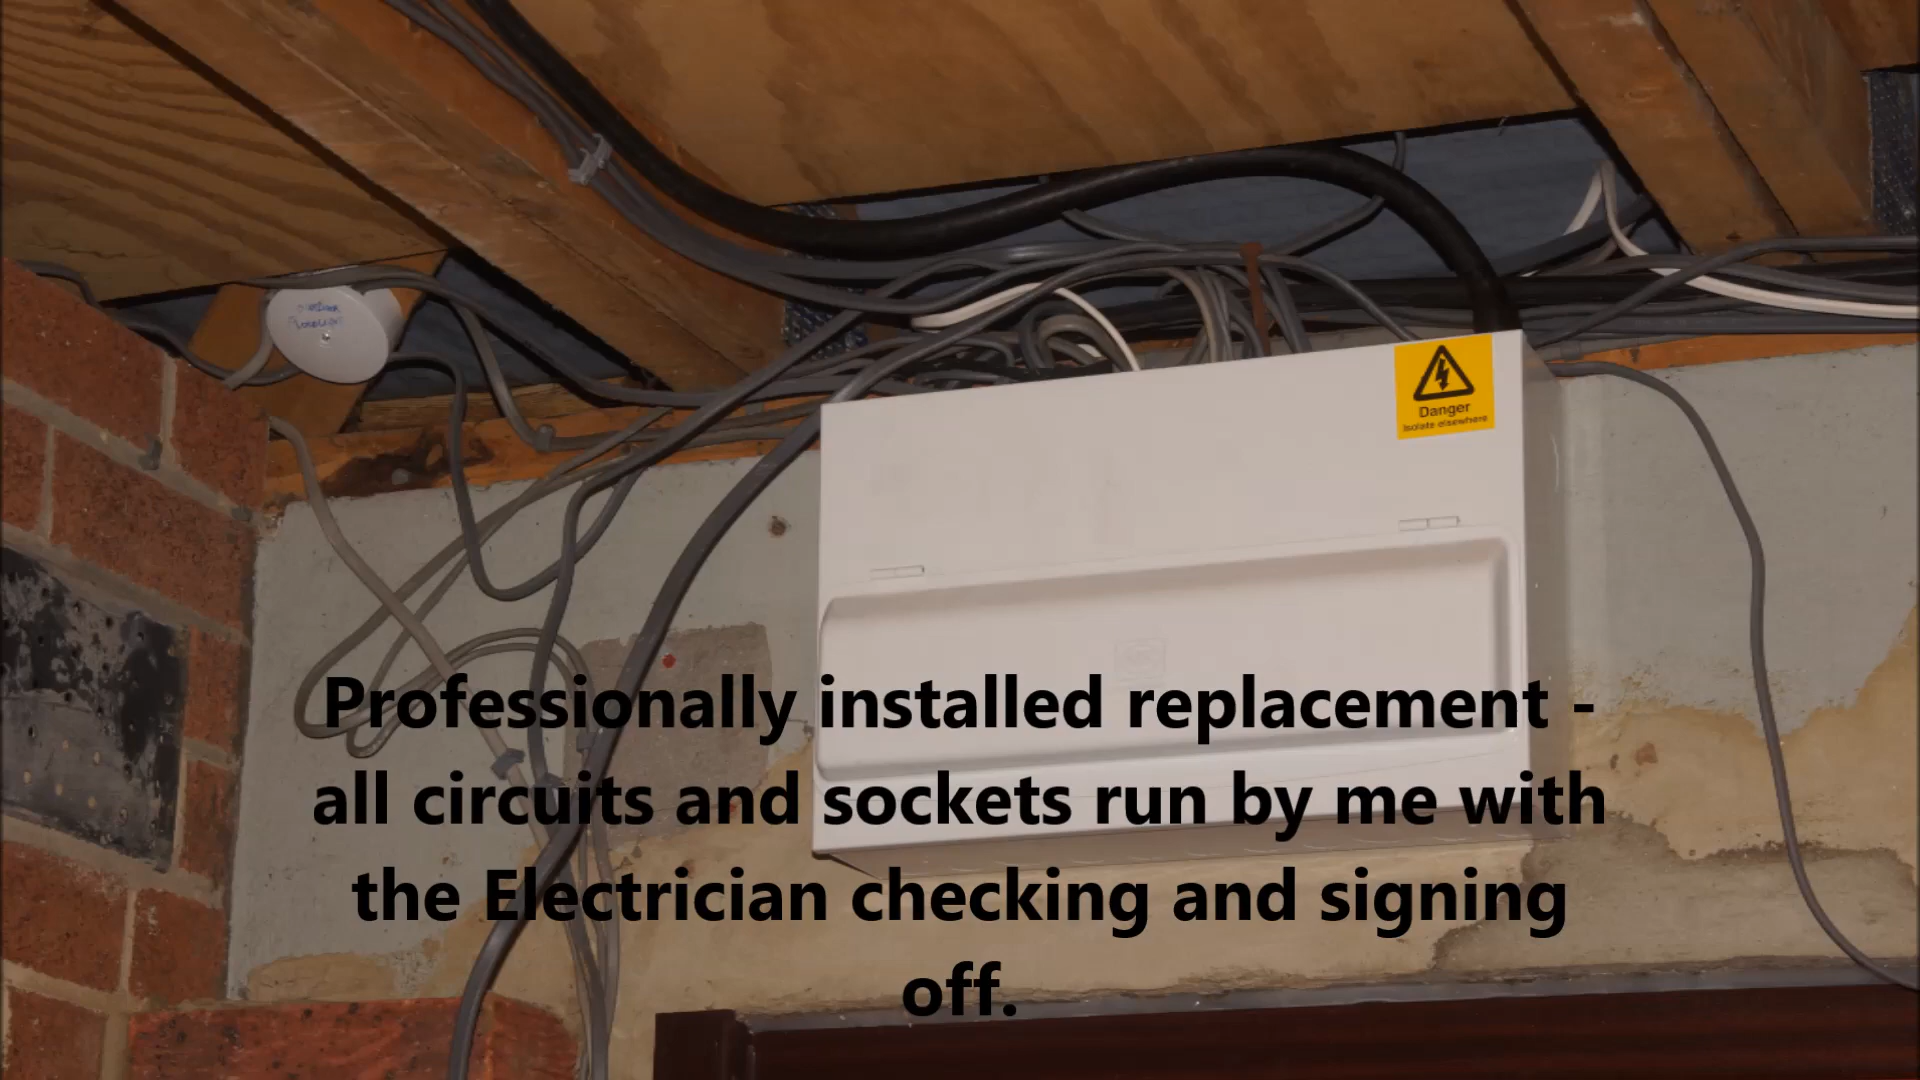 Danger
Isolate elsewhere
Professionally installed replacement -
all circuits and sockets run by me with
the Electrician checking and signing
off.